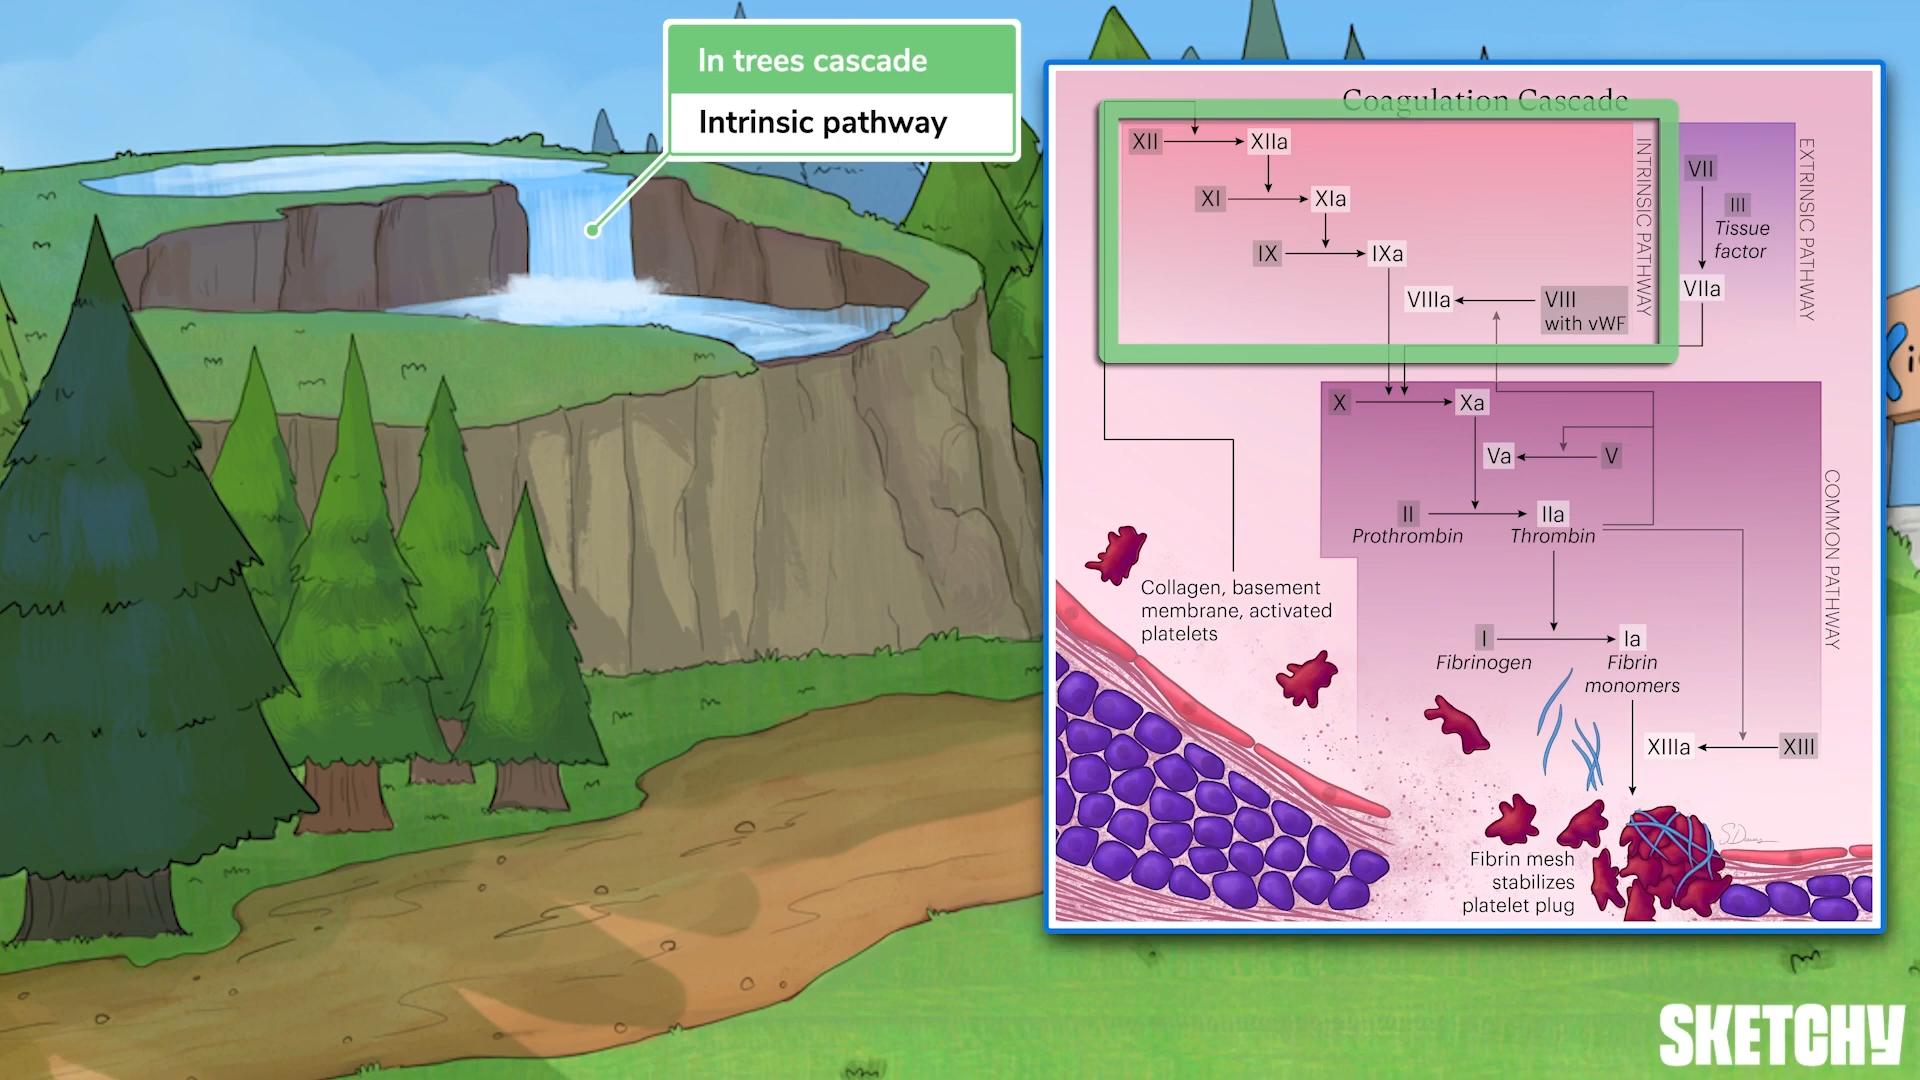 In trees cascade
Intrinsic pathway
Coagulation Cascade
XII
XIIa
XI
XIa
IX
IXa
VIIIa
VIII
with vWF
INTRINSIC PATHWAY
VII
III
Tissue
factor
VIIa
EXTRINSIC PATHWAY
X
Xa
Va
V
II
Prothrombin
IIa
Thrombin
I
Fibrinogen
Ia
Fibrin
monomers
XIIIa
XIII
COMMON PATHWAY
Collagen, basement
membrane, activated
platelets
Fibrin mesh
stabilizes
platelet plug
SKETCHY